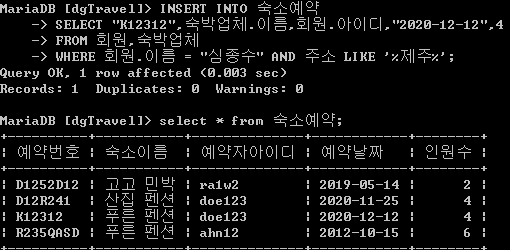 MariaDB [dgTravel]> INSERT INTO 숙소예약
-> SELECT "K12312",숙박업체.이름,회원.아이디,"2020-12-12",4
-> FROM 회원,숙박업체
-> WHERE 회원.이름 = "심종수" AND 주소 LIKE '%제주%';
Query OK, 1 row affected (0.003 sec)
Records: 1  Duplicates: 0  Warnings: 0
MariaDB [dgTravel]> select * from 숙소예약;
+----------+-----------+--------------+------------+--------+
| 예약번호 | 숙소이름 | 예약자아이디 | 예약날짜 | 인원수 |
+----------+-----------+--------------+------------+--------+
| D1252D12 | 고고 민박 | ra1w2 | 2019-05-14 | 2 |
| D12R241 | 산집 펜션 | doe123 | 2020-11-25 | 4 |
| K12312 | 푸른 펜션 | doe123 | 2020-12-12 | 4 |
| R235QASD | 푸른 펜션 | ahn12 | 2012-10-15 | 6 |
+----------+-----------+--------------+------------+--------+